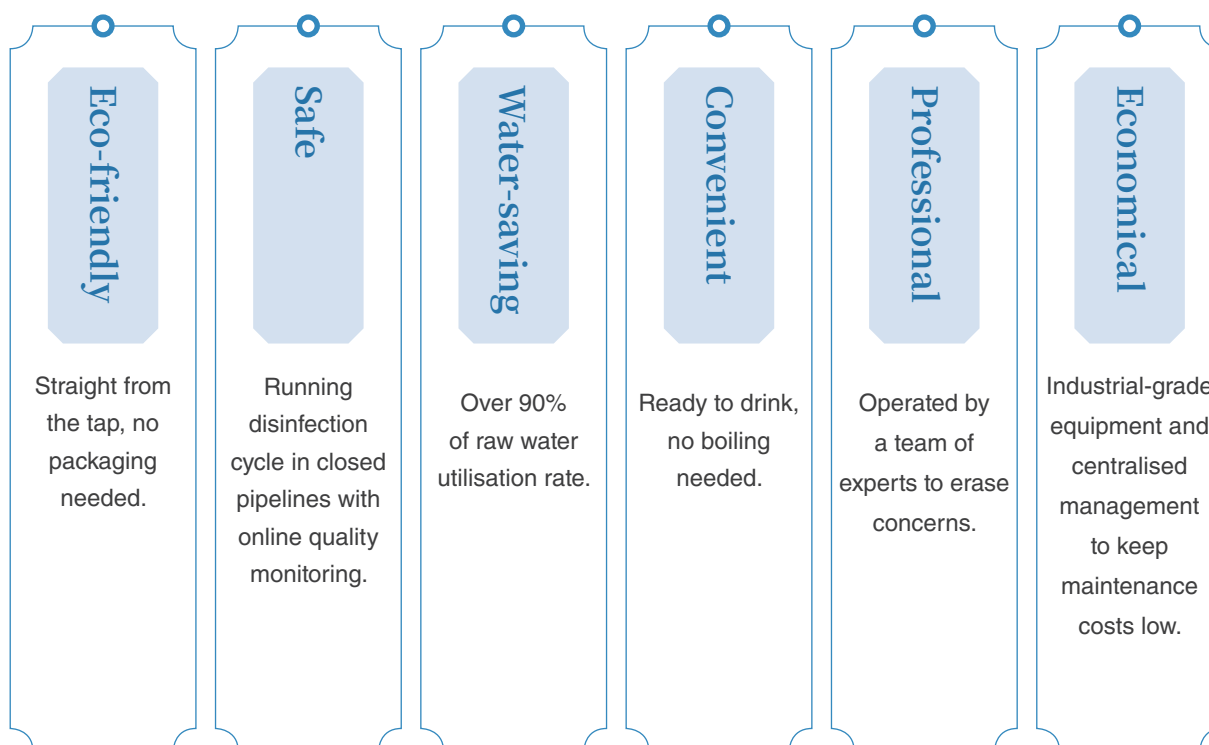 Eco-friendly
Straight from
the tap, no
packaging
needed.
Safe
Running
disinfection
cycle in closed
pipelines with
online quality
monitoring.
Water-saving
Over 90%
of raw water
utilisation rate.
Convenient
Ready to drink,
no boiling
needed.
Professional
Operated by
a team of
experts to erase
concerns.
Economical
Industrial-grade
equipment and
centralised
management
to keep
maintenance
costs low.